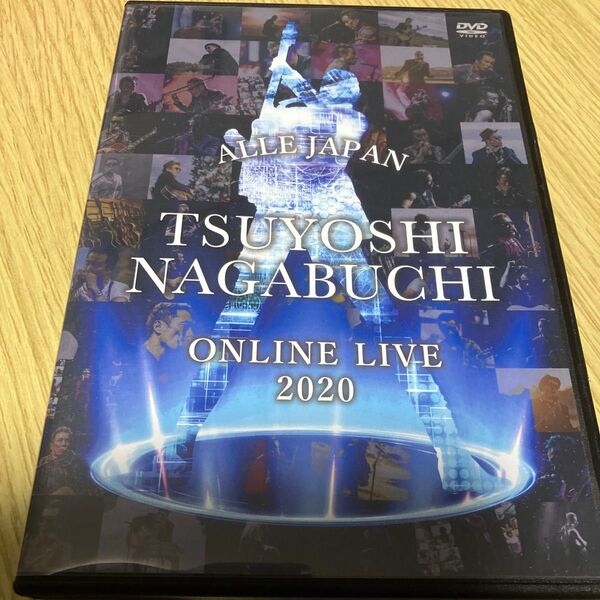 DVD
VIDEO
ALLE JAPAN
TSUYOSHI
NAGABUCHI
ONLINE LIVE
2020